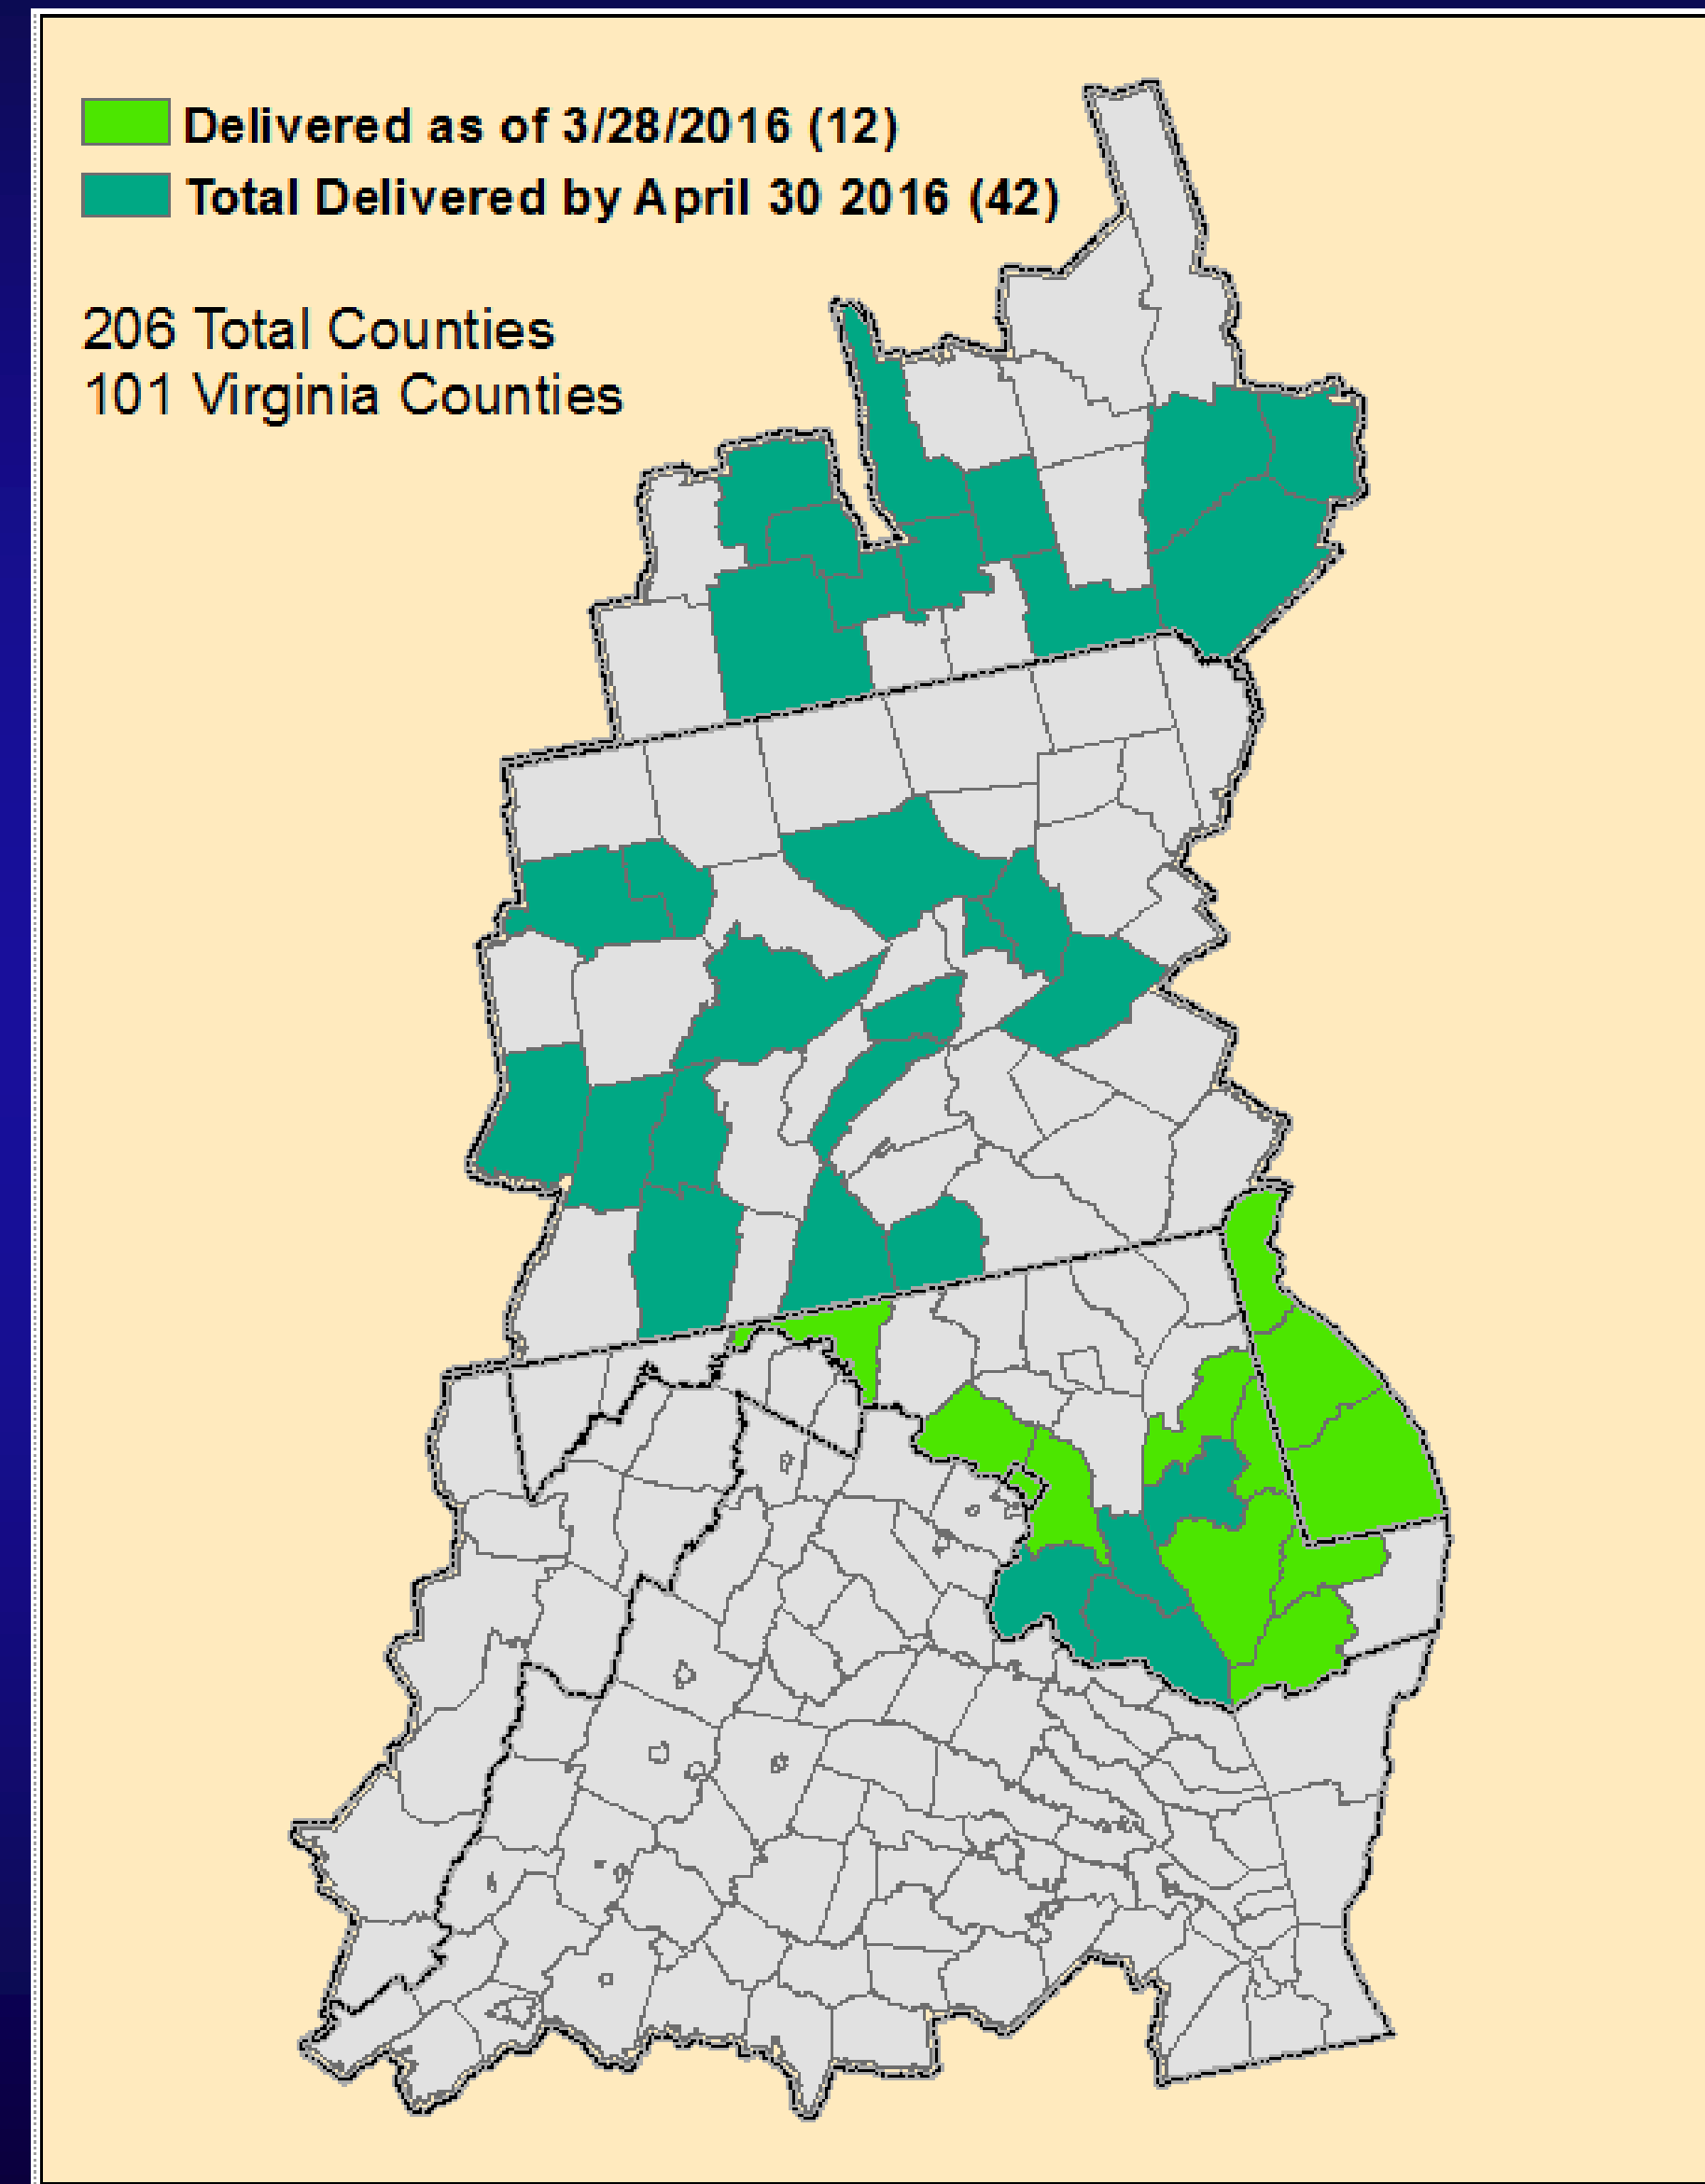 Delivered as of 3/28/2016 (12)
Total Delivered by April 30 2016 (42)
206 Total Counties
101 Virginia Counties